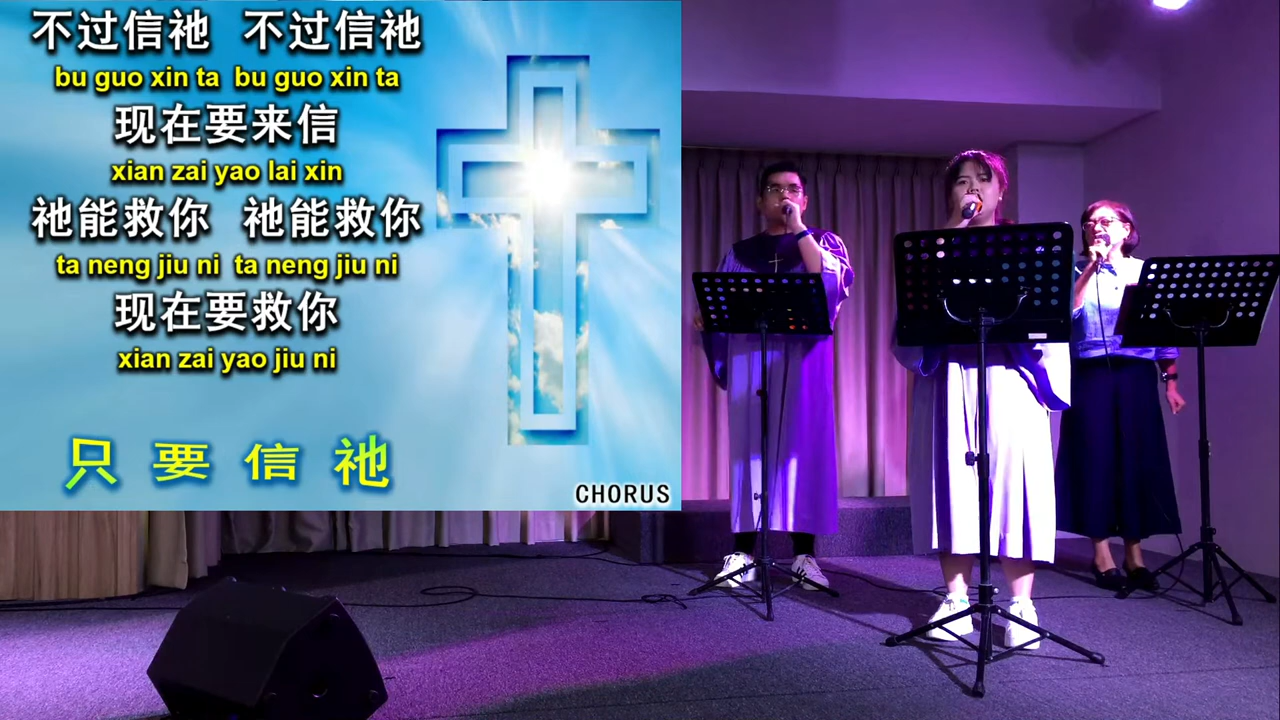 不过信祂 不过信祂
bu guo xin ta bu guo xin ta
现在要来信
xian zai yao lai xin
祂能救你 祂能救你
ta neng jiu ni ta neng jiu ni
现在要救你
xian zai yao jiu ni
只要信祂
CHORUS